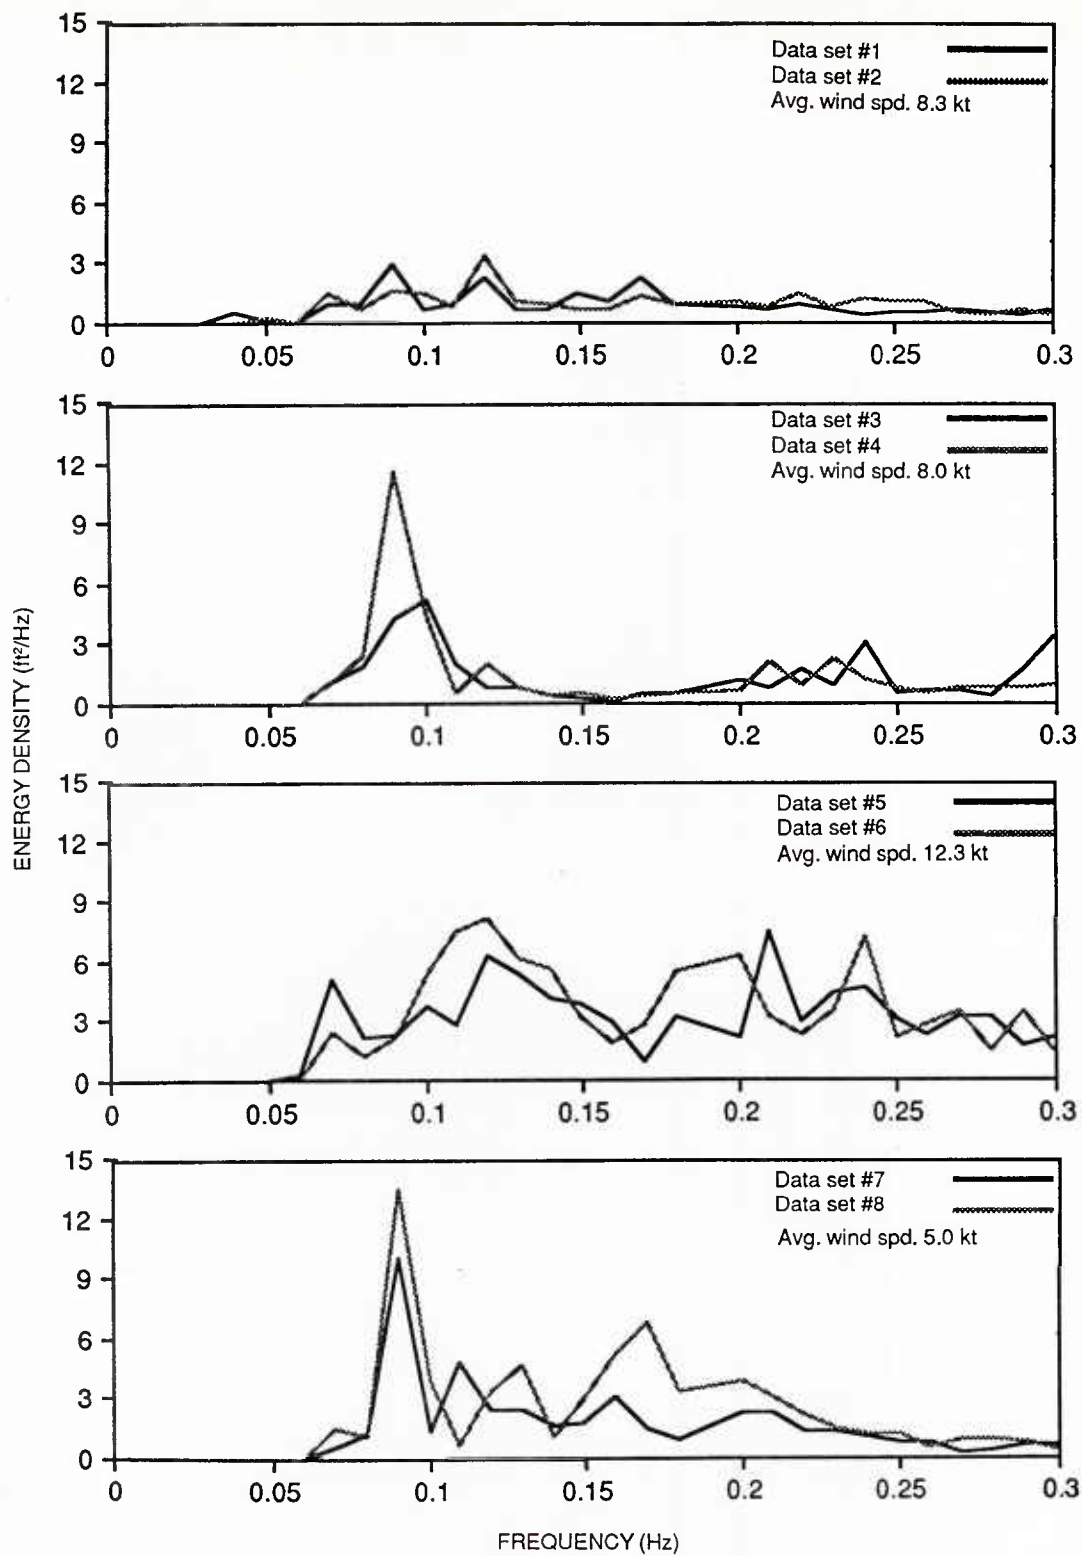 15
12
9
6
3
0
Data set #1
Data set #2
Avg. wind spd. 8.3 kt
0 0.05 0.1 0.15 0.2 0.25 0.3
15
12
9
6
3
0
Data set #3
Data set #4
Avg. wind spd. 8.0 kt
0 0.05 0.1 0.15 0.2 0.25 0.3
ENERGY DENSITY (ft²/Hz)
15
12
9
6
3
0
Data set #5
Data set #6
Avg. wind spd. 12.3 kt
0 0.05 0.1 0.15 0.2 0.25 0.3
15
12
9
6
3
0
Data set #7
Data set #8
Avg. wind spd. 5.0 kt
0 0.05 0.1 0.15 0.2 0.25 0.3
FREQUENCY (Hz)